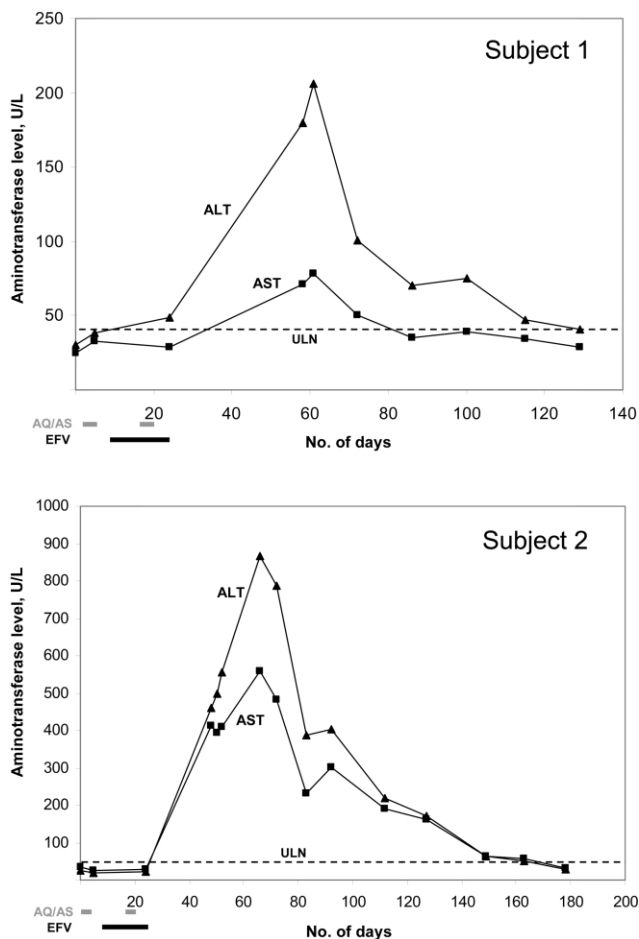 250
Subject 1
200
150
ALT
100
AST
50
ULN
Aminotransferase level, U/L
20 40 60 80 100 120 140
AQ/AS
EFV
No. of days
1000
Subject 2
900
ALT
800
700
600
AST
500
400
300
200
100
ULN
Aminotransferase level, U/L
0 20 40 60 80 100 120 140 160 180 200
AQ/AS
EFV
No. of days